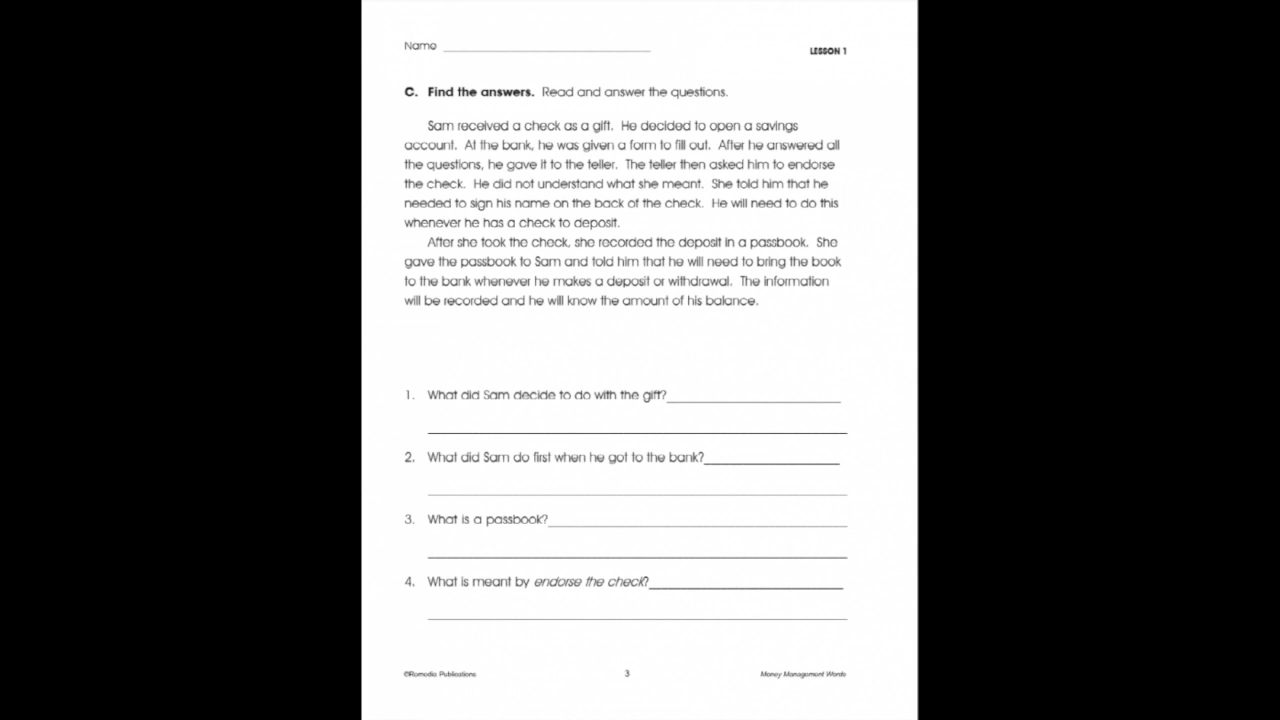 Name
LESSON 1
C. Find the answers. Read and answer the questions.
Sam received a check as a gift. He decided to open a savings
account. At the bank, he was given a form to fill out. After he answered all
the questions, he gave it to the teller. The teller then asked him to endorse
the check. He did not understand what she meant. She told him that he
needed to sign his name on the back of the check. He will need to do this
whenever he has a check to deposit.
After she took the check, she recorded the deposit in a passbook. She
gave the passbook to Sam and told him that he will need to bring the book
to the bank whenever he makes a deposit or withdrawal. The information
will be recorded and he will know the amount of his balance.
1. What did Sam decide to do with the gift?
2. What did Sam do first when he got to the bank?
3. What is a passbook?
4. What is meant by endorse the check?
©Remedia Publications
3
Money Management Words